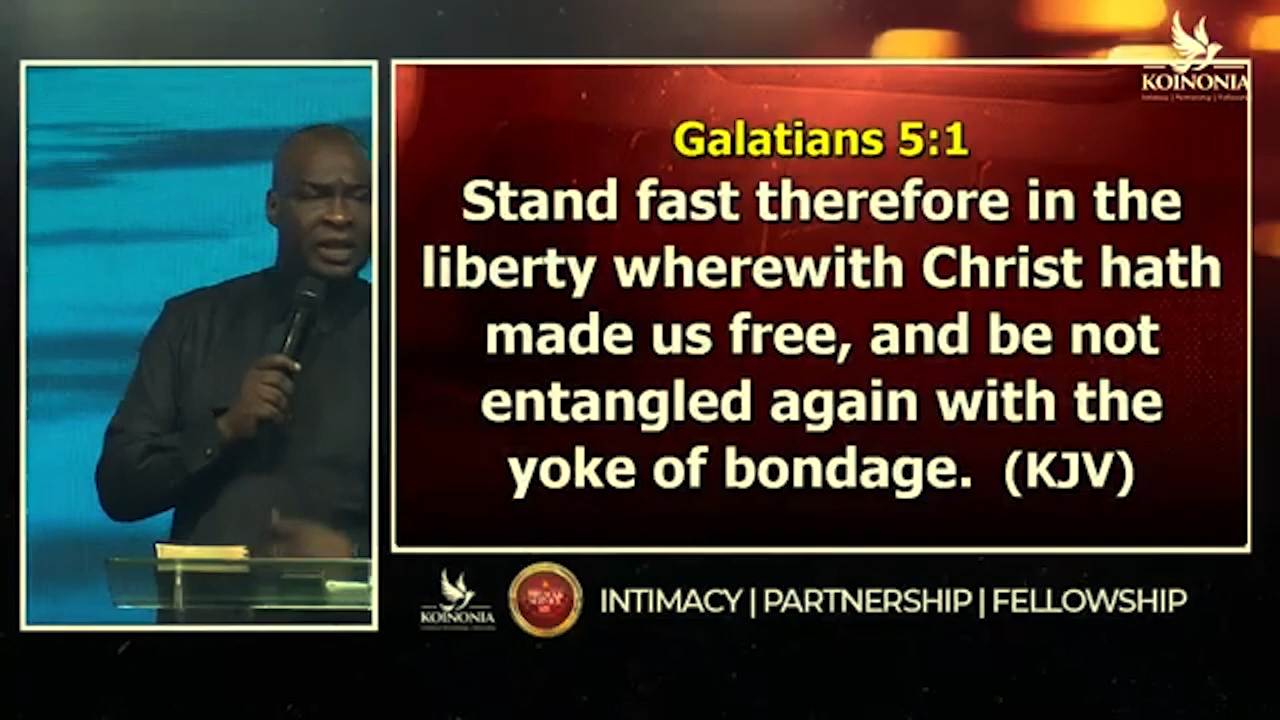 KOINONIA
Galatians 5:1
Stand fast therefore in the
liberty wherewith Christ hath
made us free, and be not
entangled again with the
yoke of bondage. (KJV)
KOINONIA
INTIMACY | PARTNERSHIP | FELLOWSHIP